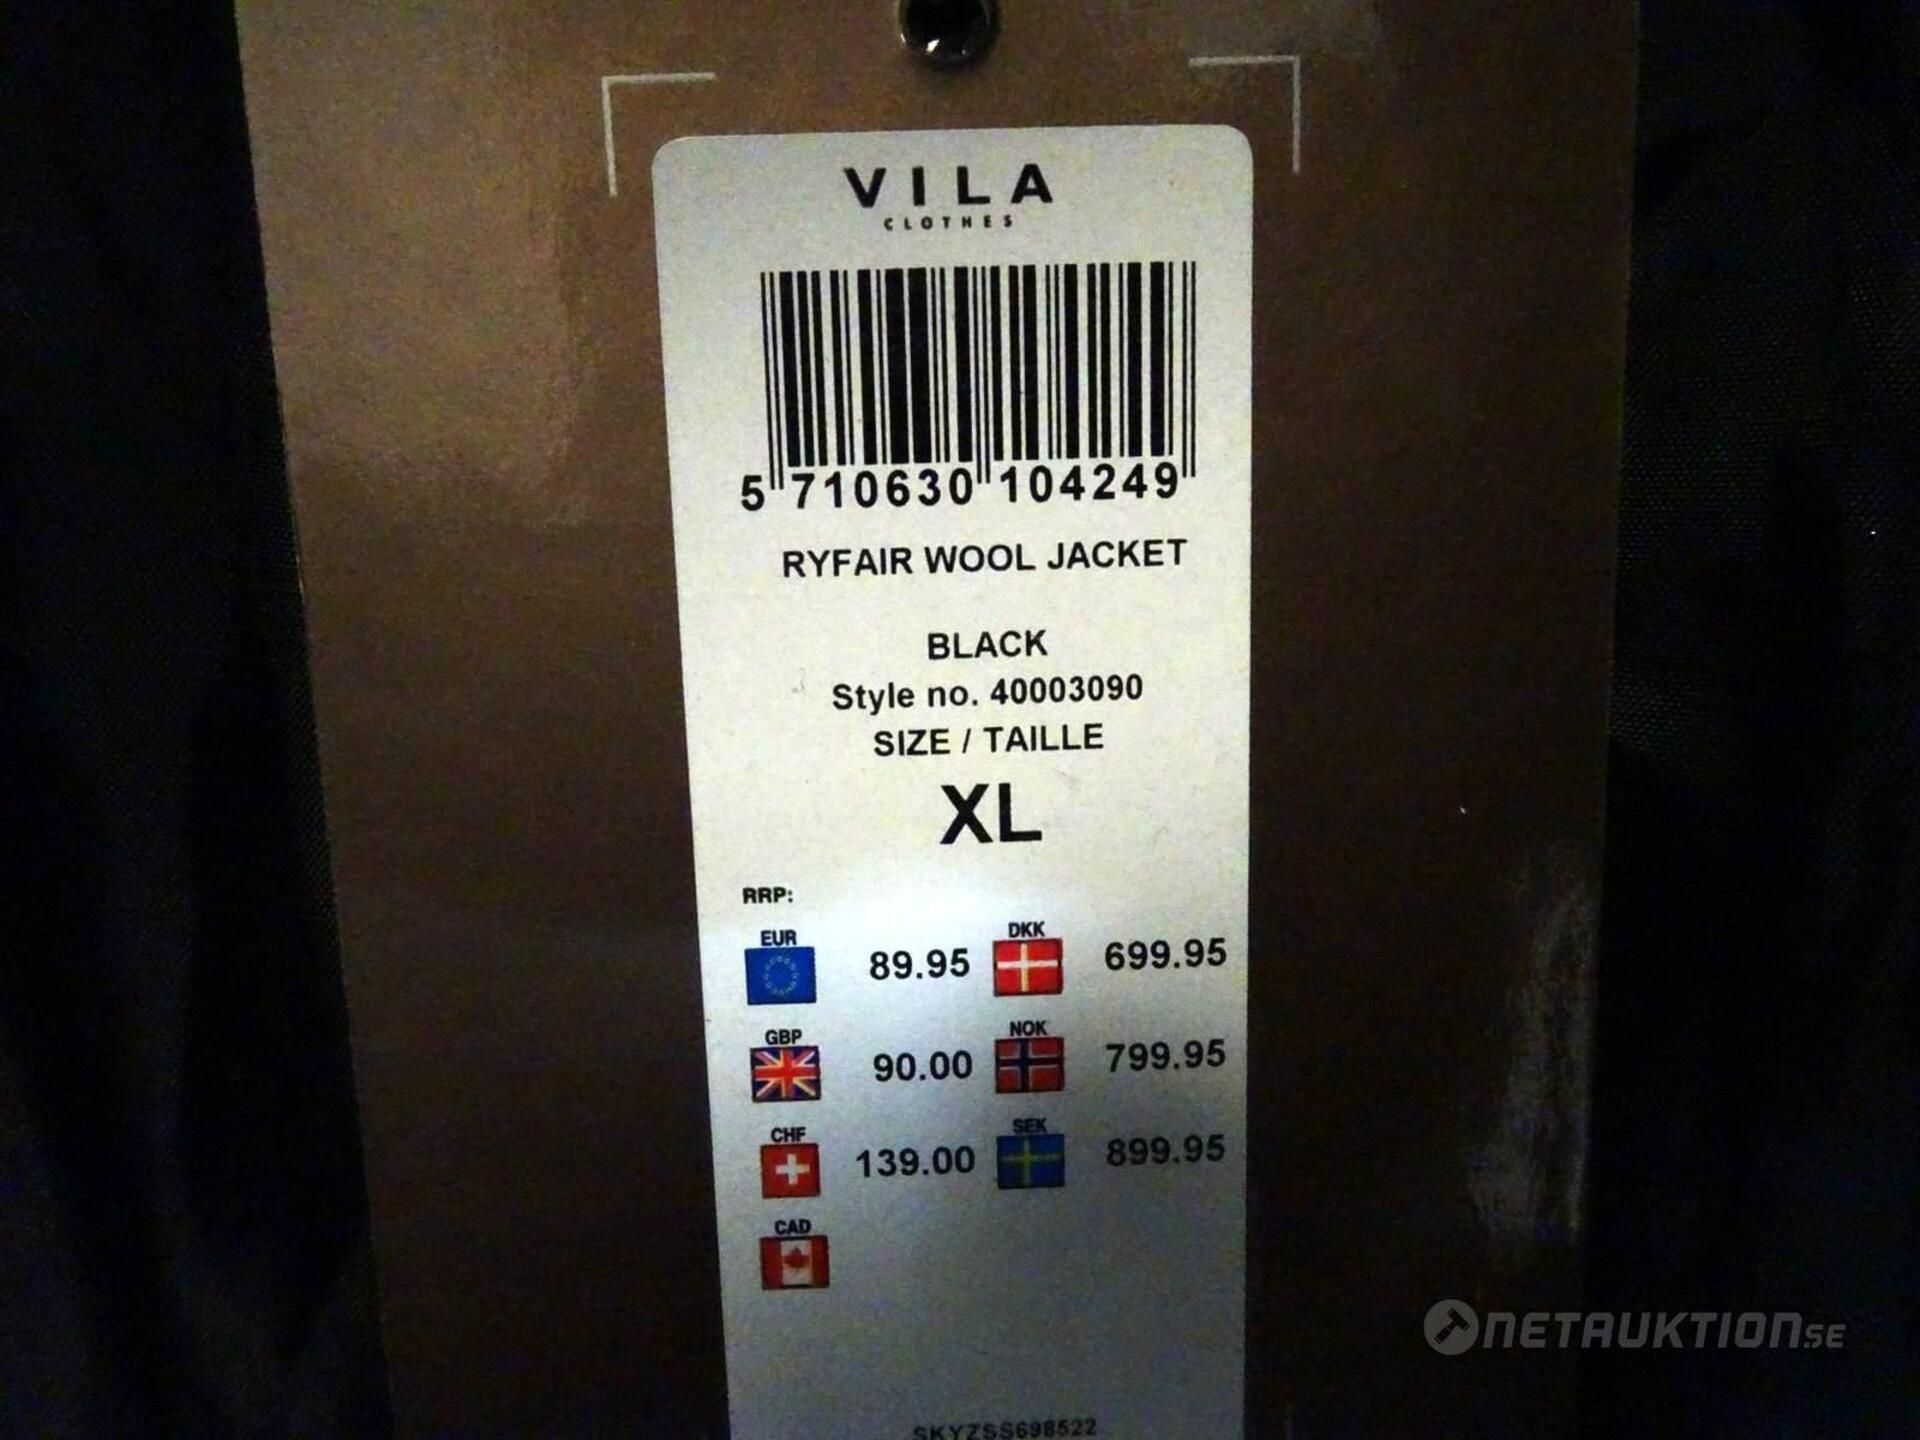 VILA
CLOTHES
5 710630 104249
RYFAIR WOOL JACKET
BLACK
Style no. 40003090
SIZE / TAILLE
XL
RRP:
EUR 89.95 DKK 699.95
GBP 90.00 NOK 799.95
CHF 139.00 SEK 899.95
CAD
SKYZSS698522
NETAUKTION.SE